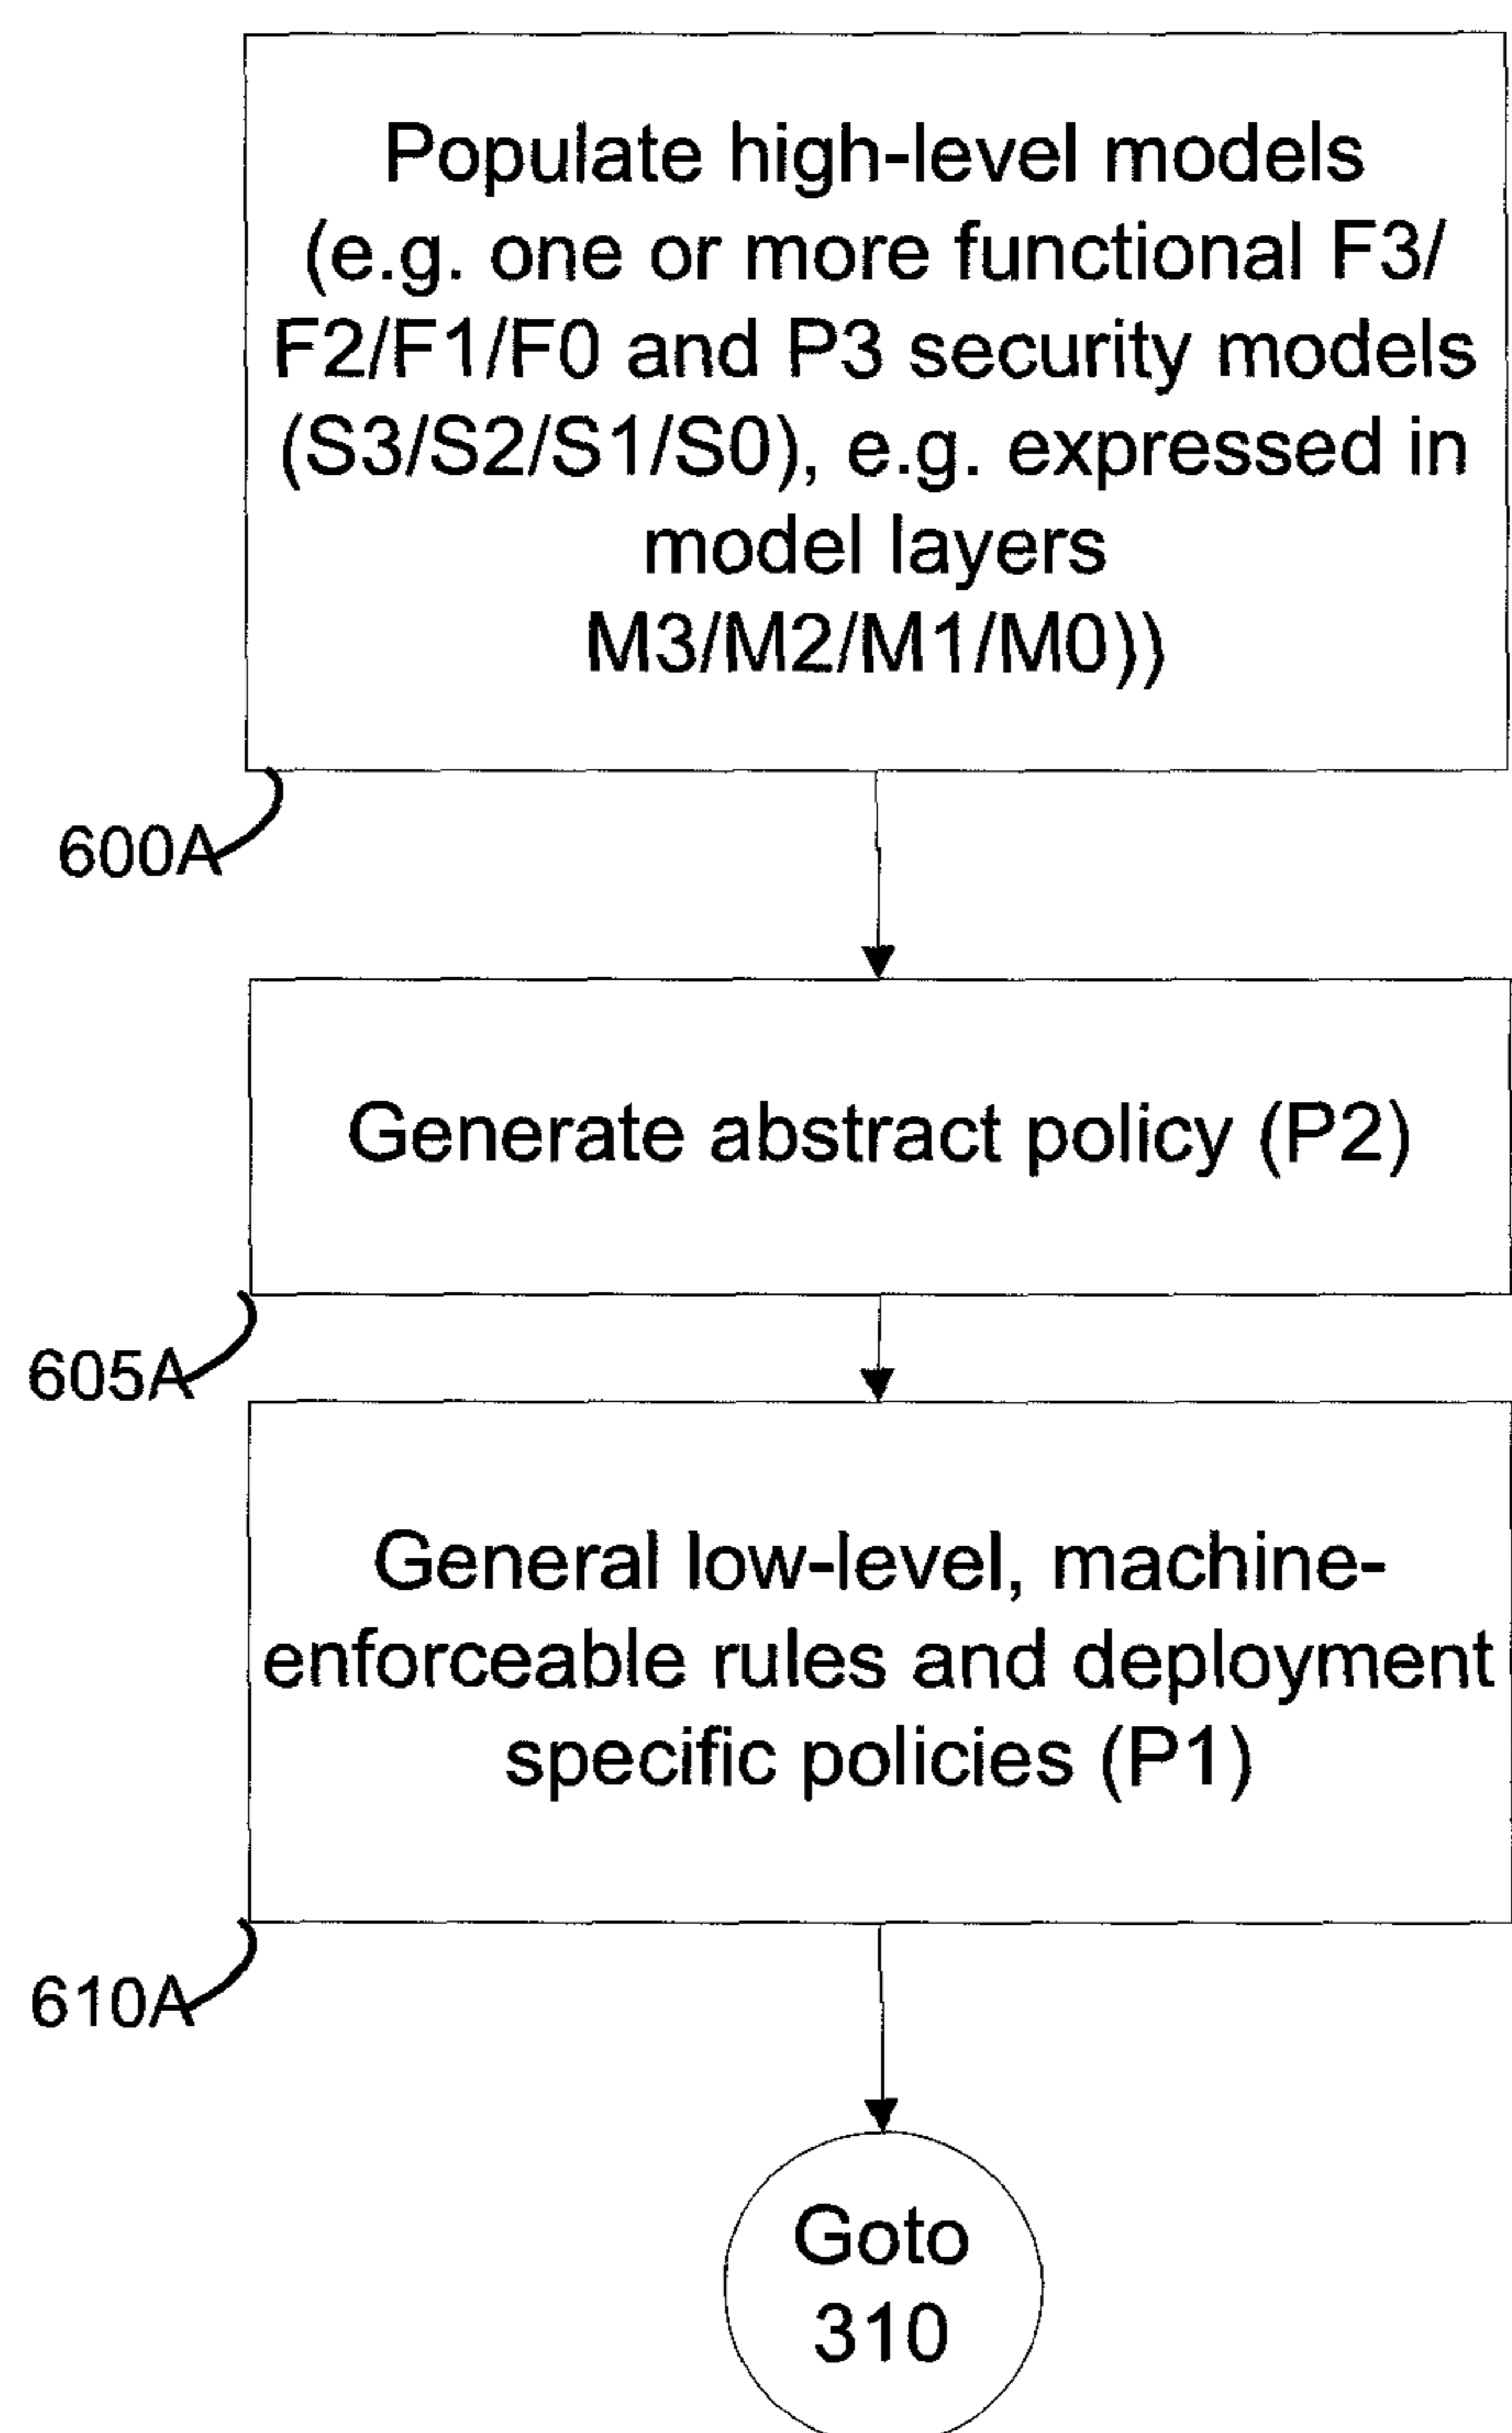 Populate high-level models
(e.g. one or more functional F3/
F2/F1/F0 and P3 security models
(S3/S2/S1/S0), e.g. expressed in
model layers
M3/M2/M1/M0))
600A
Generate abstract policy (P2)
605A
General low-level, machine-
enforceable rules and deployment
specific policies (P1)
610A
Goto
310